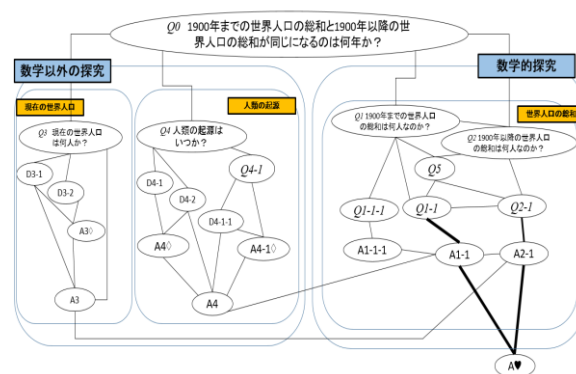 Q0 1900年までの世界人口の総和と1900年以降の世
界人口の総和が同じになるのは何年か？
数学以外の探究
数学的探究
現在の世界人口
人類の起源
世界人口の総和
Q3 現在の世界人口
は何人か？
Q4 人類の起源は
いつか？
Q1 1900年までの世界人口
の総和は何人なのか？
Q2 1900年以降の世界人口
の総和は何人なのか？
D3-1
D3-2
A3◊
A3
D4-1
D4-2
Q4-1
D4-1-1
A4◊
A4-1◊
A4
Q5
Q1-1-1
Q1-1
Q2-1
A1-1-1
A1-1
A2-1
A♥